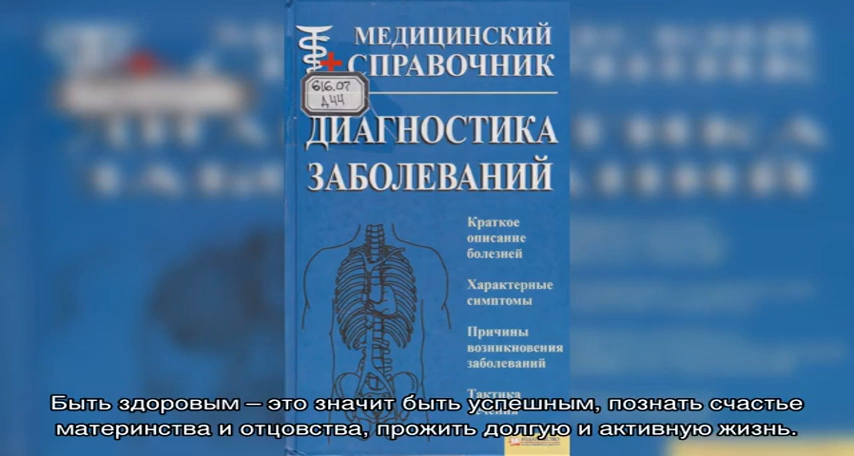 МЕДИЦИНСКИЙ
СПРАВОЧНИК
616.07
Д44
ДИАГНОСТИКА
ЗАБОЛЕВАНИЙ
Краткое
описание
болезней
Характерные
симптомы
Причины
возникновения
заболеваний
Тактика
Быть здоровым – это значит быть успешным, познать счастье
материнства и отцовства, прожить долгую и активную жизнь.